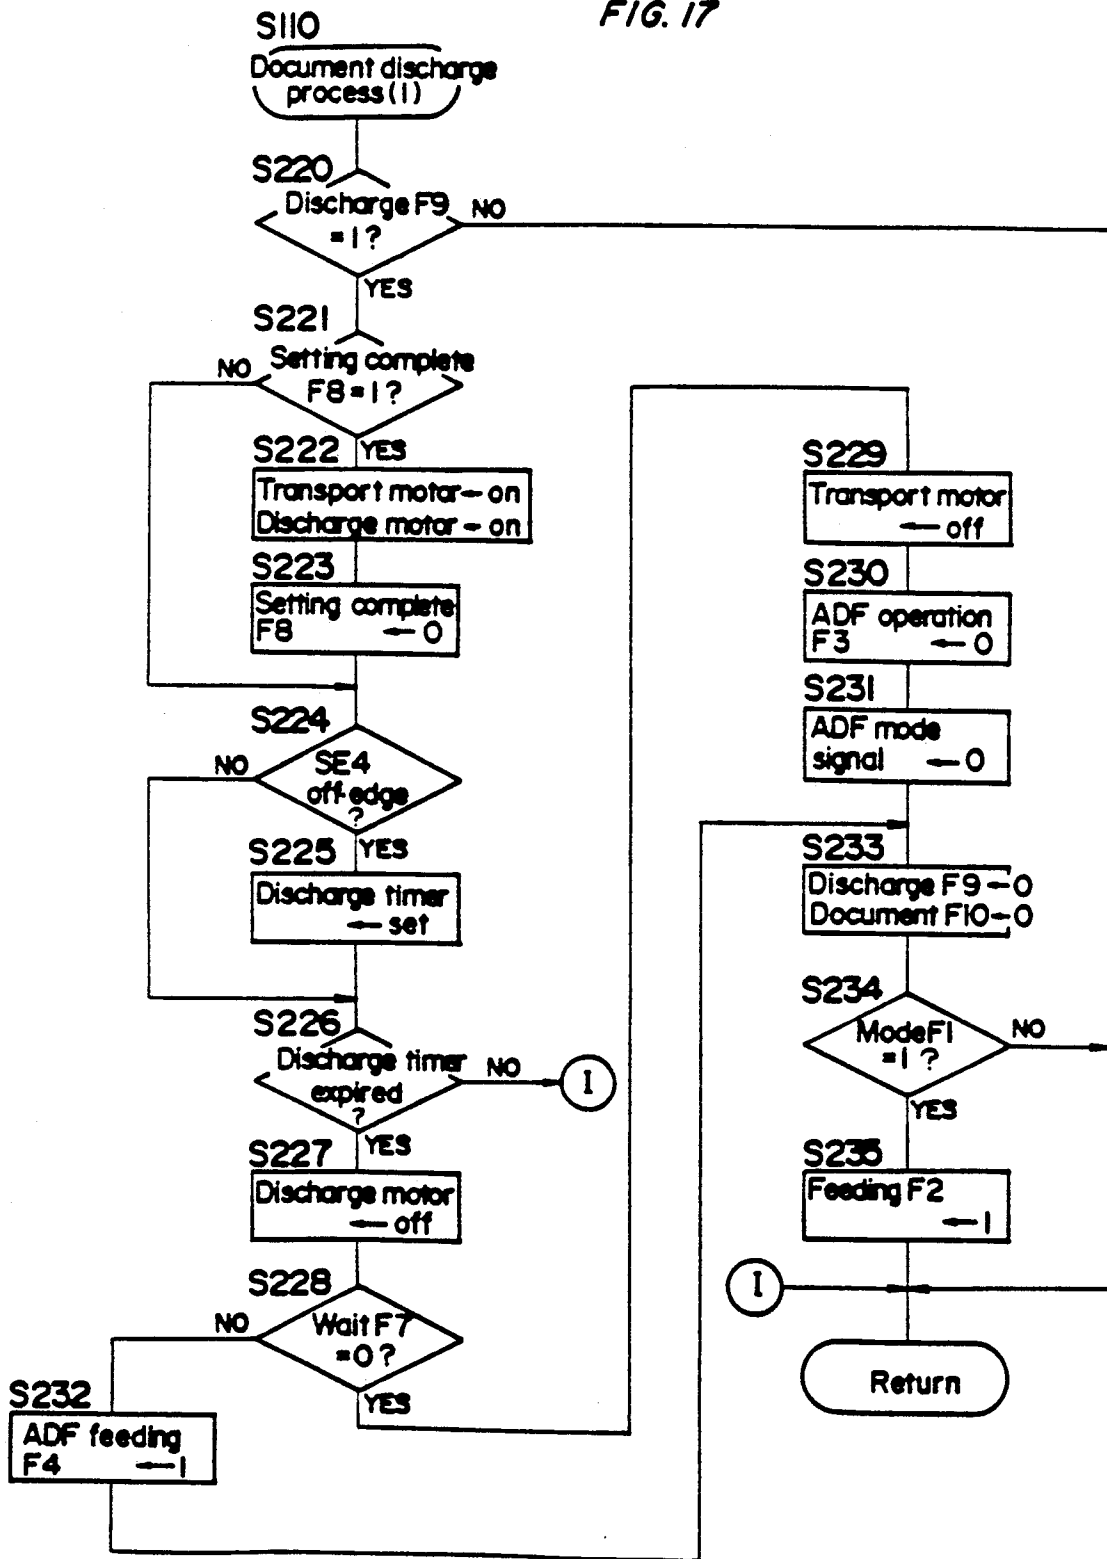 FIG. 17
S110
Document discharge
process(1)
S220
Discharge F9
=1?
NO
YES
S221
Setting complete
F8=1?
NO
YES
S222
Transport motor←on
Discharge motor←on
S223
Setting complete
F8 ←0
S224
SE4
off-edge
?
NO
YES
S225
Discharge timer
←set
S226
Discharge timer
expired
?
NO
I
YES
S227
Discharge motor
←off
S228
Wait F7
=0?
NO
YES
S232
ADF feeding
F4 ←1
S229
Transport motor
←off
S230
ADF operation
F3 ←0
S231
ADF mode
signal ←0
S233
Discharge F9←0
Document F10←0
S234
Mode F1
=1?
NO
YES
S235
Feeding F2
←1
I
Return